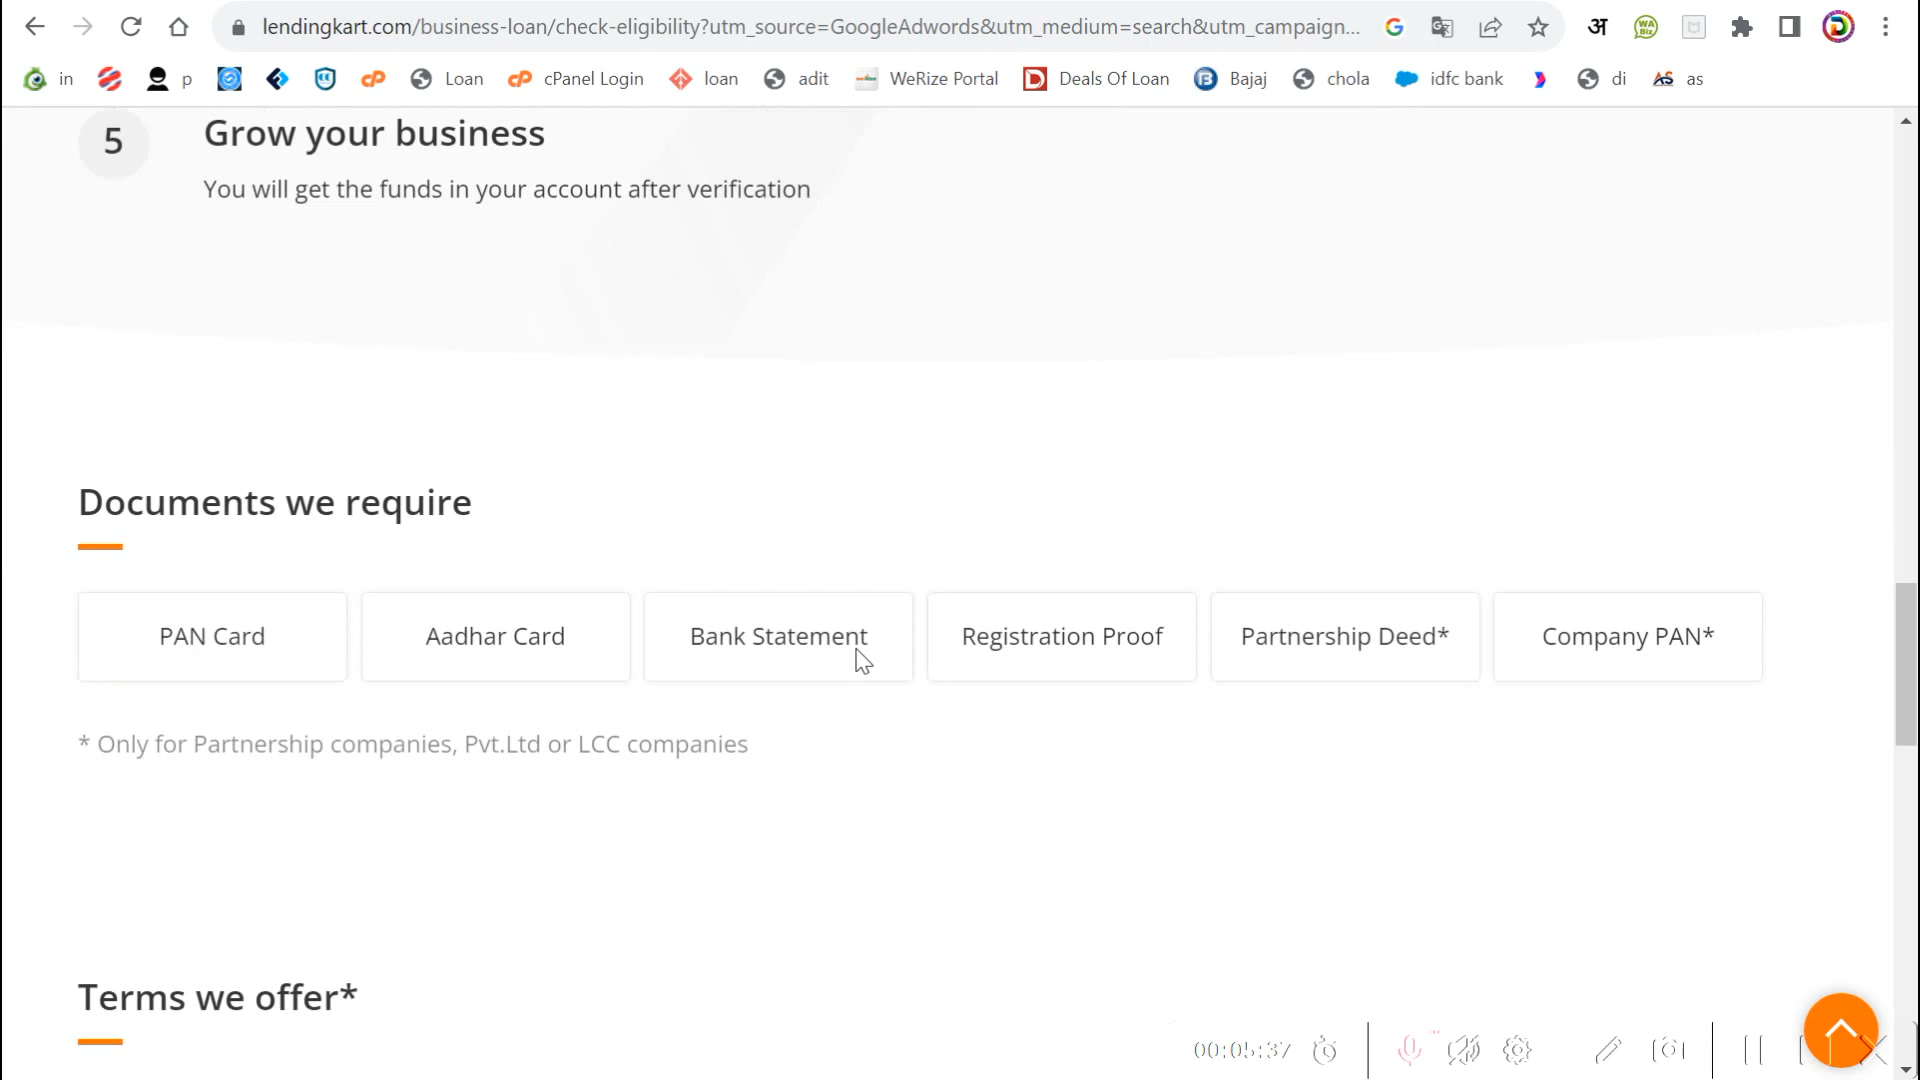 lendingkart.com/business-loan/check-eligibility?utm_source=GoogleAdwords&utm_medium=search&utm_campaign...
in p Loan cPanel Login loan adit WeRize Portal Deals Of Loan Bajaj chola idfc bank di as
5 Grow your business
You will get the funds in your account after verification
Documents we require
PAN Card Aadhar Card Bank Statement Registration Proof Partnership Deed* Company PAN*
* Only for Partnership companies, Pvt.Ltd or LCC companies
Terms we offer*
00:05:37